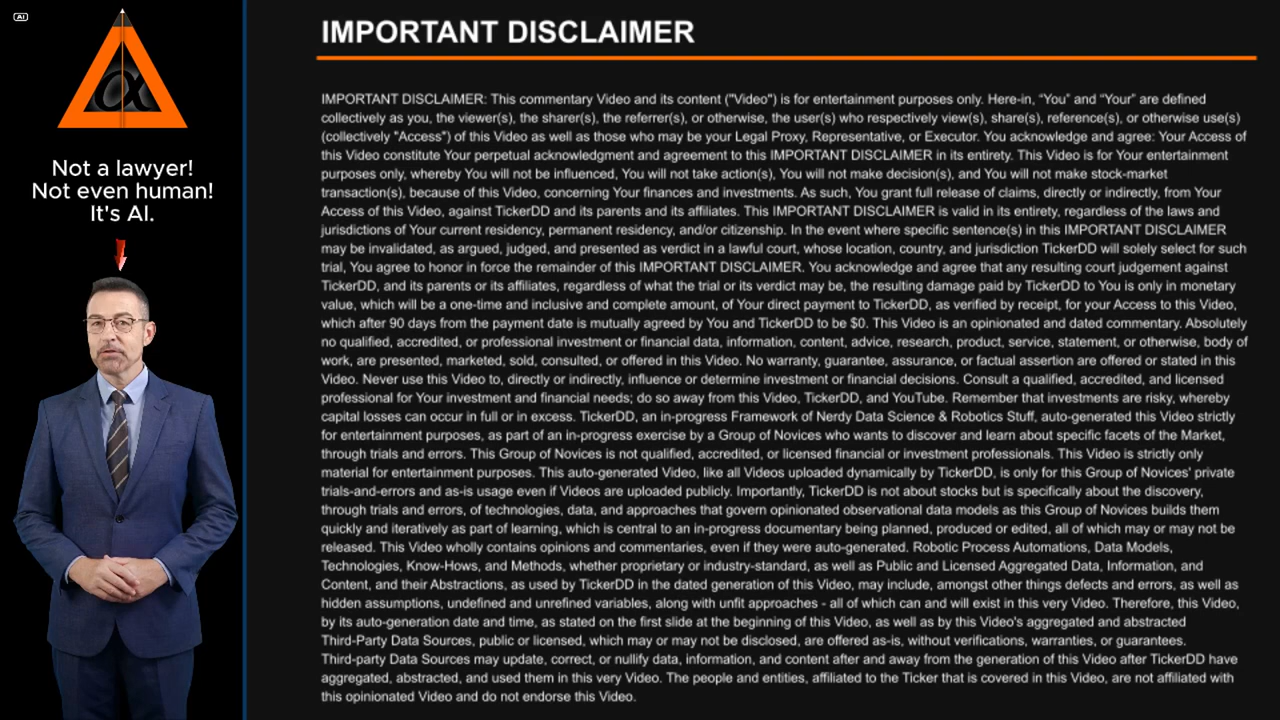 AI
α
Not a lawyer!
Not even human!
It's AI.
IMPORTANT DISCLAIMER
IMPORTANT DISCLAIMER: This commentary Video and its content ("Video") is for entertainment purposes only. Here-in, “You” and “Your” are defined
collectively as you, the viewer(s), the sharer(s), the referrer(s), or otherwise, the user(s) who respectively view(s), share(s), reference(s), or otherwise use(s)
(collectively "Access") of this Video as well as those who may be your Legal Proxy, Representative, or Executor. You acknowledge and agree: Your Access of
this Video constitute Your perpetual acknowledgment and agreement to this IMPORTANT DISCLAIMER in its entirety. This Video is for Your entertainment
purposes only, whereby You will not be influenced, You will not take action(s), You will not make decision(s), and You will not make stock-market
transaction(s), because of this Video, concerning Your finances and investments. As such, You grant full release of claims, directly or indirectly, from Your
Access of this Video, against TickerDD and its parents and its affiliates. This IMPORTANT DISCLAIMER is valid in its entirety, regardless of the laws and
jurisdictions of Your current residency, permanent residency, and/or citizenship. In the event where specific sentence(s) in this IMPORTANT DISCLAIMER
may be invalidated, as argued, judged, and presented as verdict in a lawful court, whose location, country, and jurisdiction TickerDD will solely select for such
trial, You agree to honor in force the remainder of this IMPORTANT DISCLAIMER. You acknowledge and agree that any resulting court judgement against
TickerDD, and its parents or its affiliates, regardless of what the trial or its verdict may be, the resulting damage paid by TickerDD to You is only in monetary
value, which will be a one-time and inclusive and complete amount, of Your direct payment to TickerDD, as verified by receipt, for your Access to this Video,
which after 90 days from the payment date is mutually agreed by You and TickerDD to be $0. This Video is an opinionated and dated commentary. Absolutely
no qualified, accredited, or professional investment or financial data, information, content, advice, research, product, service, statement, or otherwise, body of
work, are presented, marketed, sold, consulted, or offered in this Video. No warranty, guarantee, assurance, or factual assertion are offered or stated in this
Video. Never use this Video to, directly or indirectly, influence or determine investment or financial decisions. Consult a qualified, accredited, and licensed
professional for Your investment and financial needs; do so away from this Video, TickerDD, and YouTube. Remember that investments are risky, whereby
capital losses can occur in full or in excess. TickerDD, an in-progress Framework of Nerdy Data Science & Robotics Stuff, auto-generated this Video strictly
for entertainment purposes, as part of an in-progress exercise by a Group of Novices who wants to discover and learn about specific facets of the Market,
through trials and errors. This Group of Novices is not qualified, accredited, or licensed financial or investment professionals. This Video is strictly only
material for entertainment purposes. This auto-generated Video, like all Videos uploaded dynamically by TickerDD, is only for this Group of Novices' private
trials-and-errors and as-is usage even if Videos are uploaded publicly. Importantly, TickerDD is not about stocks but is specifically about the discovery,
through trials and errors, of technologies, data, and approaches that govern opinionated observational data models as this Group of Novices builds them
quickly and iteratively as part of learning, which is central to an in-progress documentary being planned, produced or edited, all of which may or may not be
released. This Video wholly contains opinions and commentaries, even if they were auto-generated. Robotic Process Automations, Data Models,
Technologies, Know-Hows, and Methods, whether proprietary or industry-standard, as well as Public and Licensed Aggregated Data, Information, and
Content, and their Abstractions, as used by TickerDD in the dated generation of this Video, may include, amongst other things defects and errors, as well as
hidden assumptions, undefined and unrefined variables, along with unfit approaches - all of which can and will exist in this very Video. Therefore, this Video,
by its auto-generation date and time, as stated on the first slide at the beginning of this Video, as well as by this Video's aggregated and abstracted
Third-Party Data Sources, public or licensed, which may or may not be disclosed, are offered as-is, without verifications, warranties, or guarantees.
Third-party Data Sources may update, correct, or nullify data, information, and content after and away from the generation of this Video after TickerDD have
aggregated, abstracted, and used them in this very Video. The people and entities, affiliated to the Ticker that is covered in this Video, are not affiliated with
this opinionated Video and do not endorse this Video.